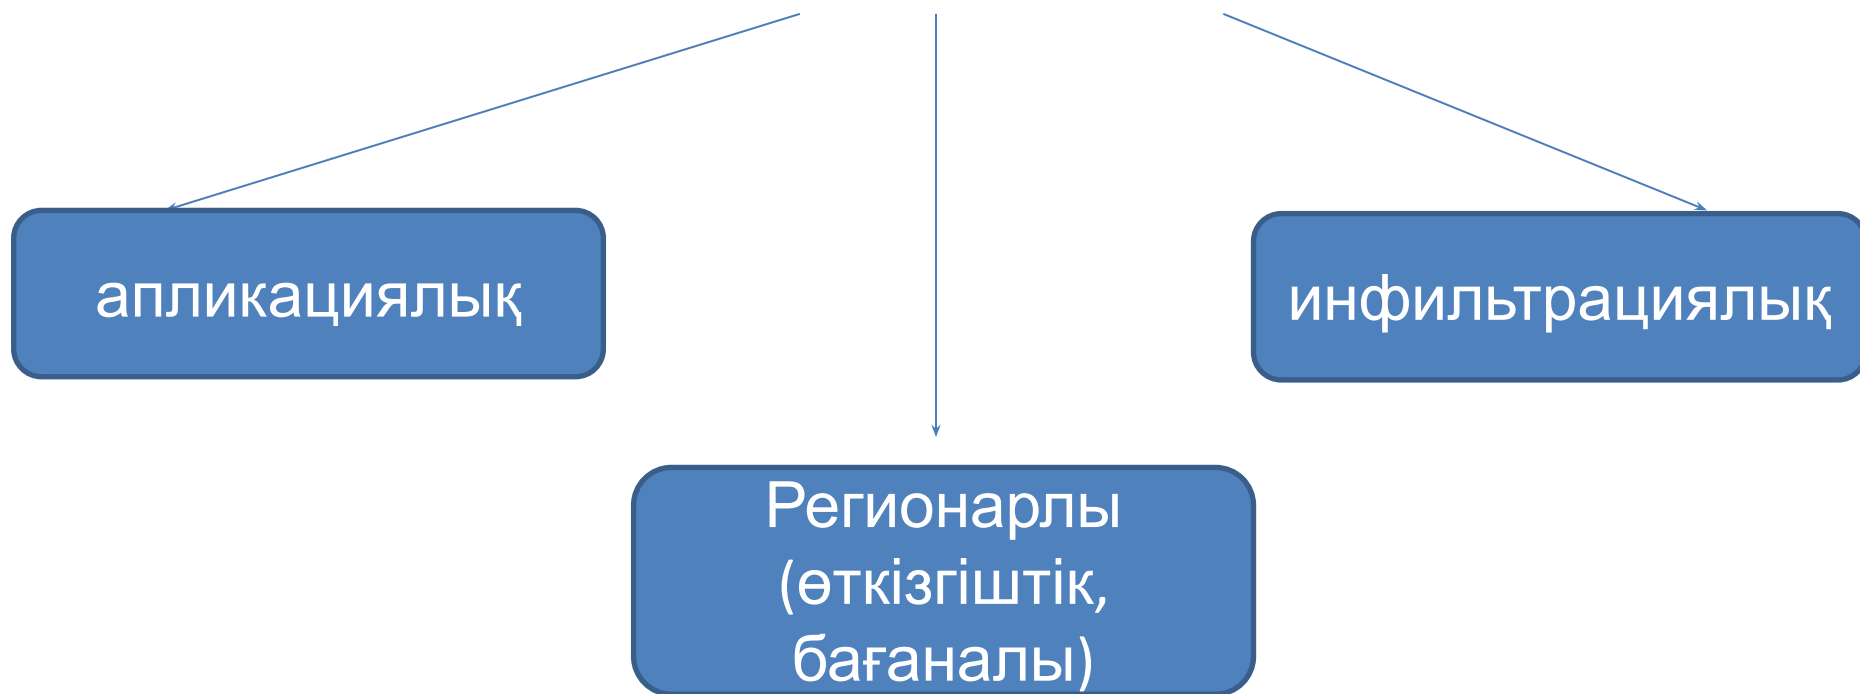 апликациялық
инфильтрациялық
Регионарлы
(өткізгіштік,
бағаналы)